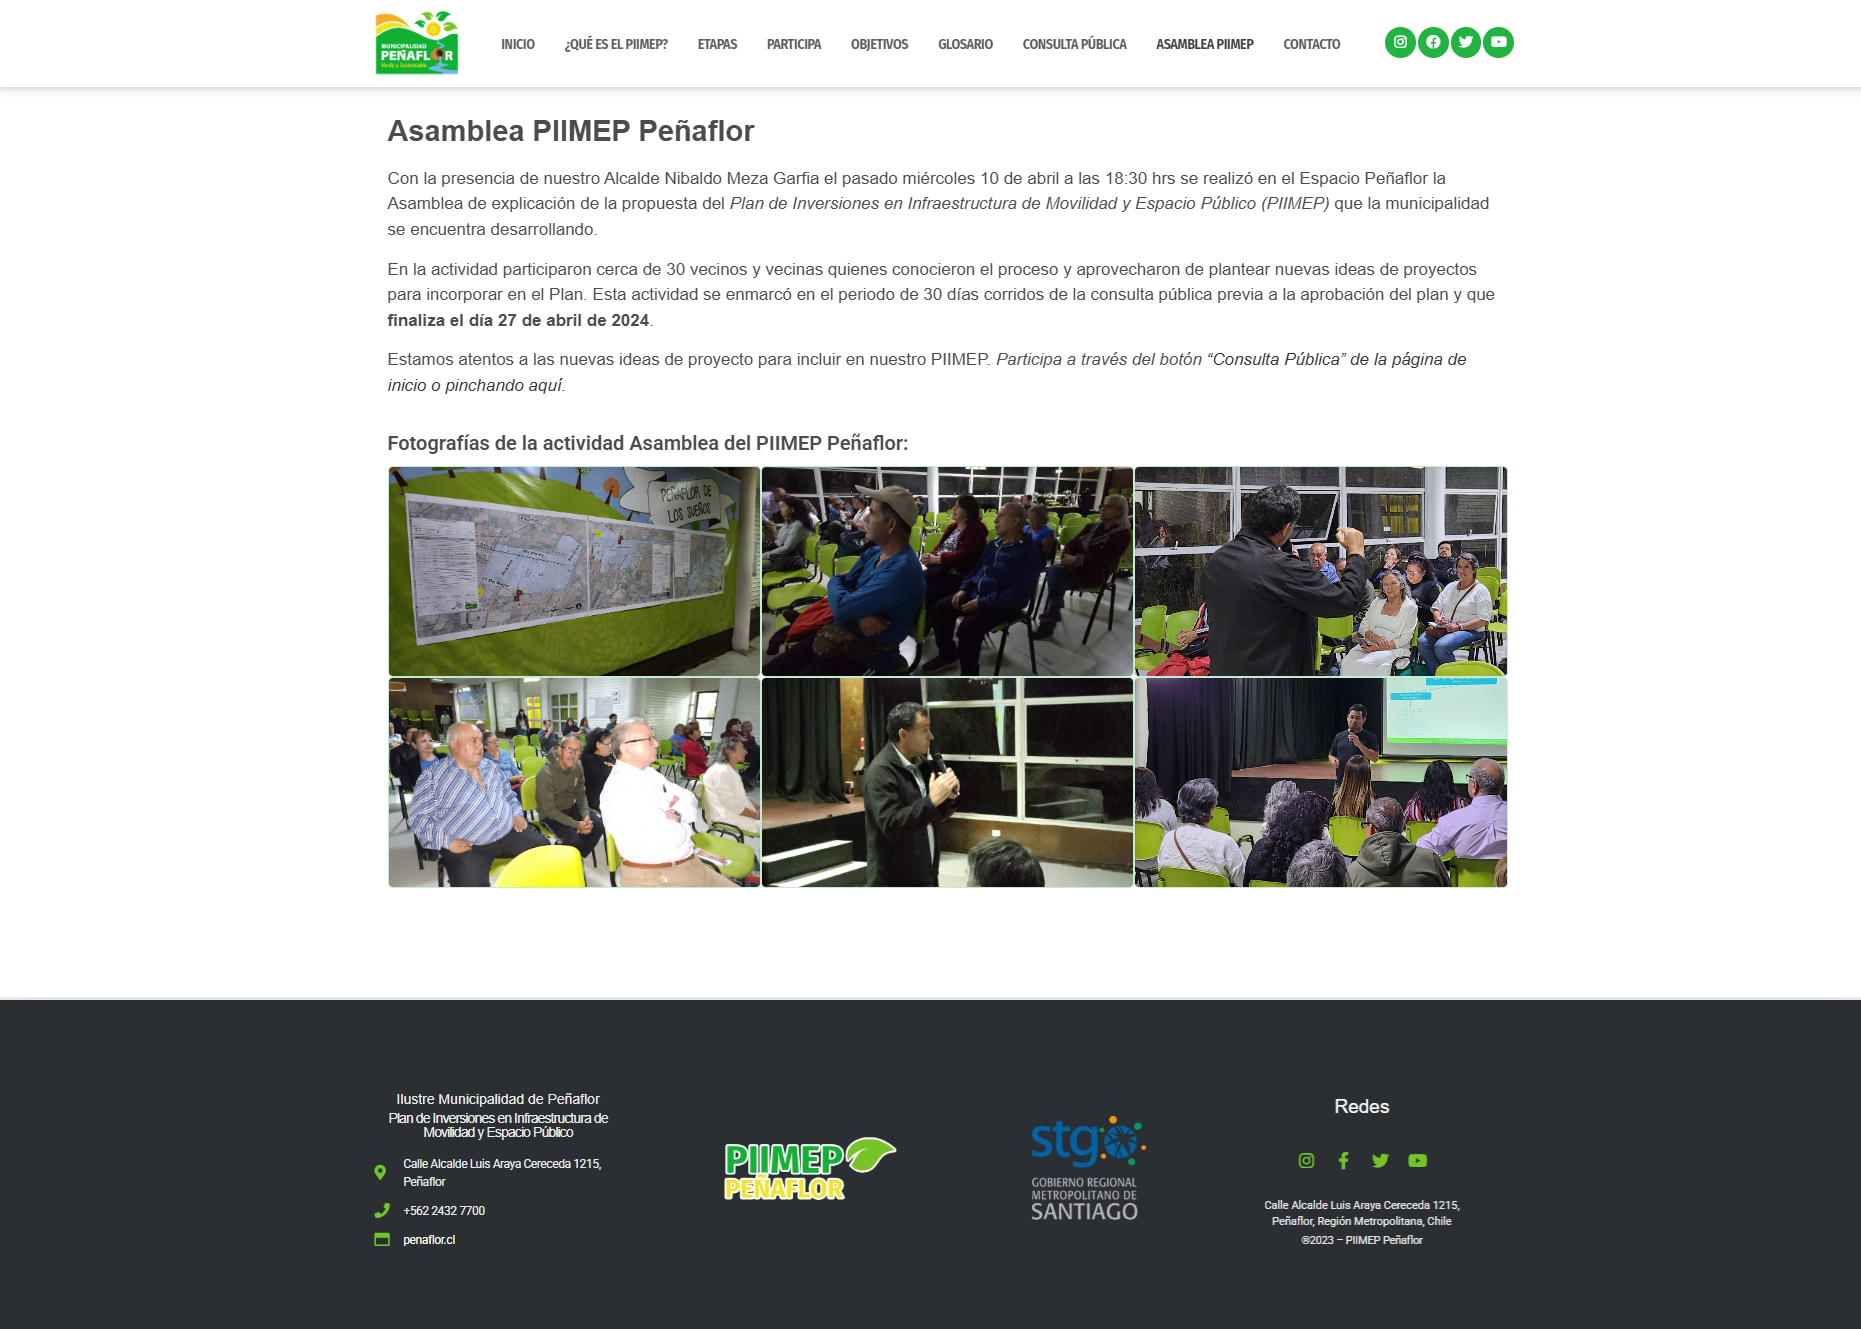 MUNICIPALIDAD
PEÑAFLOR
Verde y Sustentable
INICIO
¿QUÉ ES EL PIIMEP?
ETAPAS
PARTICIPA
OBJETIVOS
GLOSARIO
CONSULTA PÚBLICA
ASAMBLEA PIIMEP
CONTACTO
Asamblea PIIMEP Peñaflor
Con la presencia de nuestro Alcalde Nibaldo Meza Garfia el pasado miércoles 10 de abril a las 18:30 hrs se realizó en el Espacio Peñaflor la
Asamblea de explicación de la propuesta del Plan de Inversiones en Infraestructura de Movilidad y Espacio Público (PIIMEP) que la municipalidad
se encuentra desarrollando.
En la actividad participaron cerca de 30 vecinos y vecinas quienes conocieron el proceso y aprovecharon de plantear nuevas ideas de proyectos
para incorporar en el Plan. Esta actividad se enmarcó en el periodo de 30 días corridos de la consulta pública previa a la aprobación del plan y que
finaliza el día 27 de abril de 2024.
Estamos atentos a las nuevas ideas de proyecto para incluir en nuestro PIIMEP. Participa a través del botón “Consulta Pública” de la página de
inicio o pinchando aquí.
Fotografías de la actividad Asamblea del PIIMEP Peñaflor:
PEÑAFLOR DE
LOS SUEÑOS
Ilustre Municipalidad de Peñaflor
Plan de Inversiones en Infraestructura de
Movilidad y Espacio Público
Calle Alcalde Luis Araya Cereceda 1215,
Peñaflor
+562 2432 7700
penaflor.cl
PIIMEP
PEÑAFLOR
stgo
GOBIERNO REGIONAL
METROPOLITANO DE
SANTIAGO
Redes
Calle Alcalde Luis Araya Cereceda 1215,
Peñaflor, Región Metropolitana, Chile
®2023 – PIIMEP Peñaflor